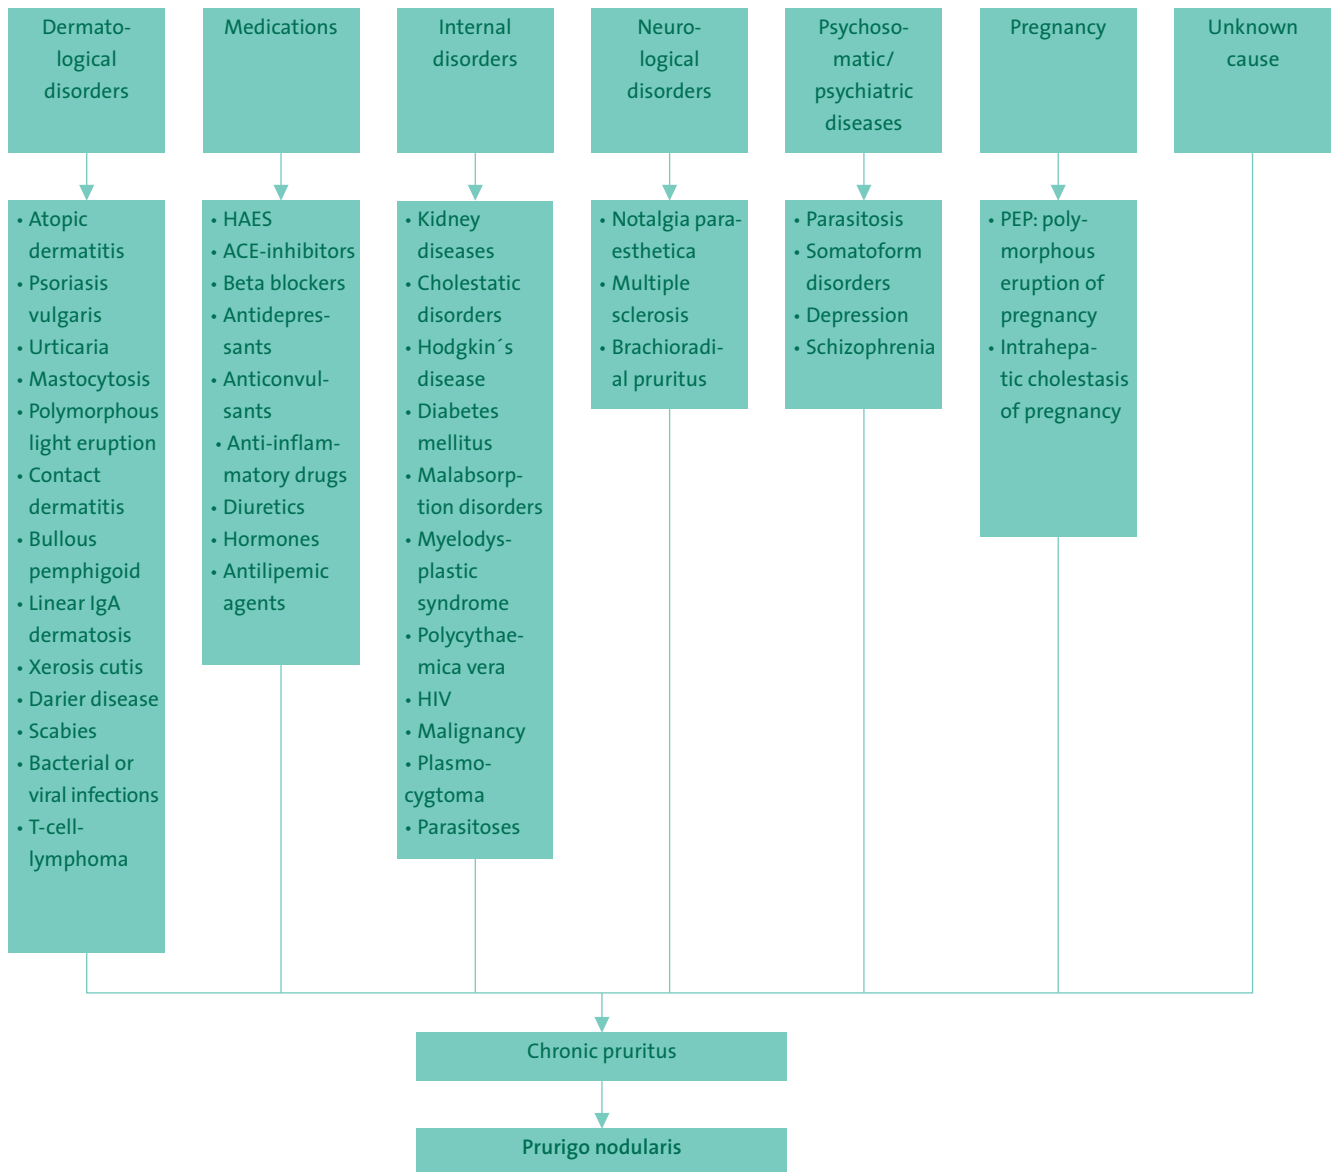 Dermato-
logical
disorders
Medications
Internal
disorders
Neuro-
logical
disorders
Psychoso-
matic/
psychiatric
diseases
Pregnancy
Unknown
cause
• Atopic
dermatitis
• Psoriasis
vulgaris
• Urticaria
• Mastocytosis
• Polymorphous
light eruption
• Contact
dermatitis
• Bullous
pemphigoid
• Linear IgA
dermatosis
• Xerosis cutis
• Darier disease
• Scabies
• Bacterial or
viral infections
• T-cell-
lymphoma
• HAES
• ACE-inhibitors
• Beta blockers
• Antidepres-
sants
• Anticonvul-
sants
• Anti-inflam-
matory drugs
• Diuretics
• Hormones
• Antilipemic
agents
• Kidney
diseases
• Cholestatic
disorders
• Hodgkin´s
disease
• Diabetes
mellitus
• Malabsorp-
tion disorders
• Myelodys-
plastic
syndrome
• Polycythae-
mica vera
• HIV
• Malignancy
• Plasmo-
cygtoma
• Parasitoses
• Notalgia para-
esthetica
• Multiple
sclerosis
• Brachioradi-
al pruritus
• Parasitosis
• Somatoform
disorders
• Depression
• Schizophrenia
• PEP: poly-
morphous
eruption of
pregnancy
• Intrahepa-
tic cholestasis
of pregnancy
Chronic pruritus
Prurigo nodularis